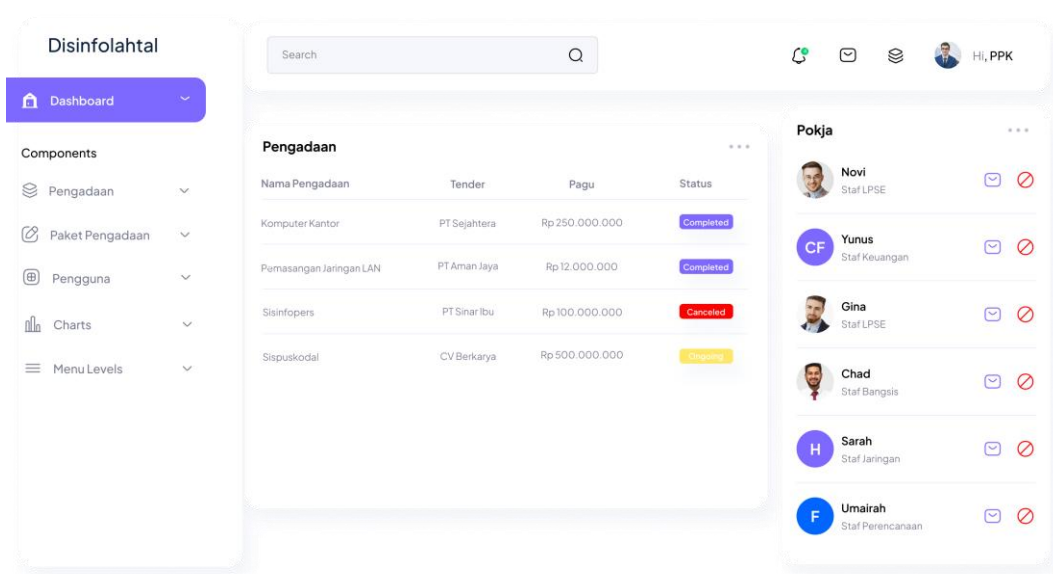 Disinfolahtal
Search
Hi, PPK
Dashboard
Components
Pengadaan
Paket Pengadaan
Pengguna
Charts
Menu Levels
Pengadaan
Nama Pengadaan Tender Pagu Status
Komputer Kantor PT Sejahtera Rp 250.000.000 Completed
Pemasangan Jaringan LAN PT Aman Jaya Rp 12.000.000 Completed
Sisinfopers PT Sinar Ibu Rp 100.000.000 Canceled
Sispuskodal CV Berkarya Rp 500.000.000 Ongoing
Pokja
Novi
Staf LPSE
CF
Yunus
Staf Keuangan
Gina
Staf LPSE
Chad
Staf Bangsis
H
Sarah
Staf Jaringan
F
Umairah
Staf Perencanaan